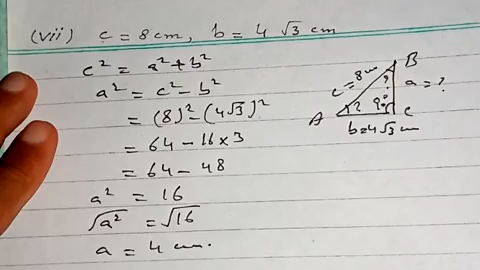 (vii) c = 8 cm, b = 4 √3 cm
c² = a² + b²
a² = c² - b²
= (8)² - (4√3)²
= 64 - 16 × 3
= 64 - 48
a² = 16
√a² = √16
a = 4 cm.
B
c = 8 cm
?
a = ?
A
?
90°
C
b = 4√3 cm